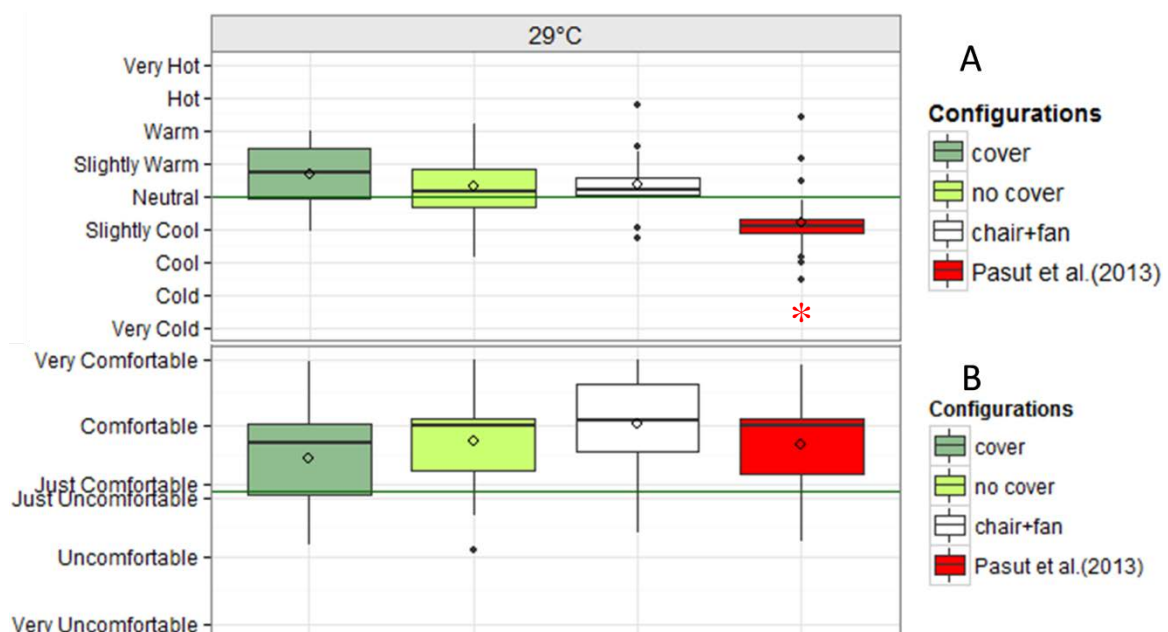 29°C
Very Hot
Hot
Warm
Slightly Warm
Neutral
Slightly Cool
Cool
Cold
Very Cold
*
A
Configurations
cover
no cover
chair+fan
Pasut et al.(2013)
Very Comfortable
Comfortable
Just Comfortable
Just Uncomfortable
Uncomfortable
Very Uncomfortable
B
Configurations
cover
no cover
chair+fan
Pasut et al.(2013)